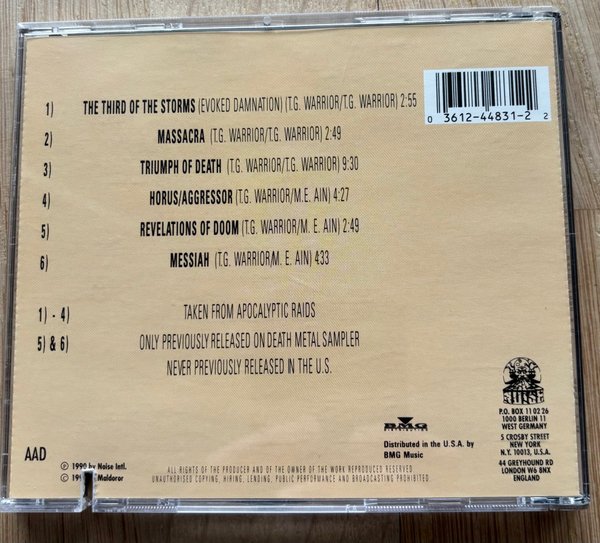 1) THE THIRD OF THE STORMS (EVOKED DAMNATION) (T.G. WARRIOR/T.G. WARRIOR) 2:55
2) MASSACRA (T.G. WARRIOR/T.G. WARRIOR) 2:49
3) TRIUMPH OF DEATH (T.G. WARRIOR/T.G. WARRIOR) 9:30
4) HORUS/AGGRESSOR (T.G. WARRIOR/M.E. AIN) 4:27
5) REVELATIONS OF DOOM (T.G. WARRIOR/M. E. AIN) 2:49
6) MESSIAH (T.G. WARRIOR/M. E. AIN) 4:33
0 3612-44831-2 2
1) - 4) TAKEN FROM APOCALYPTIC RAIDS
5) & 6) ONLY PREVIOUSLY RELEASED ON DEATH METAL SAMPLER
NEVER PREVIOUSLY RELEASED IN THE U.S.
AAD
℗ 1990 by Noise Intl.
© Maldoror
BMG
DISTRIBUTION
Distributed in the U.S.A. by
BMG Music
ALL RIGHTS OF THE PRODUCER AND OF THE OWNER OF THE WORK REPRODUCED RESERVED
UNAUTHORISED COPYING, HIRING, LENDING, PUBLIC PERFORMANCE AND BROADCASTING PROHIBITED.
NOISE
P.O. BOX 11 02 26
1000 BERLIN 11
WEST GERMANY
5 CROSBY STREET
NEW YORK
N.Y. 10013, U.S.A.
44 GREYHOUND RD
LONDON W6 8NX
ENGLAND